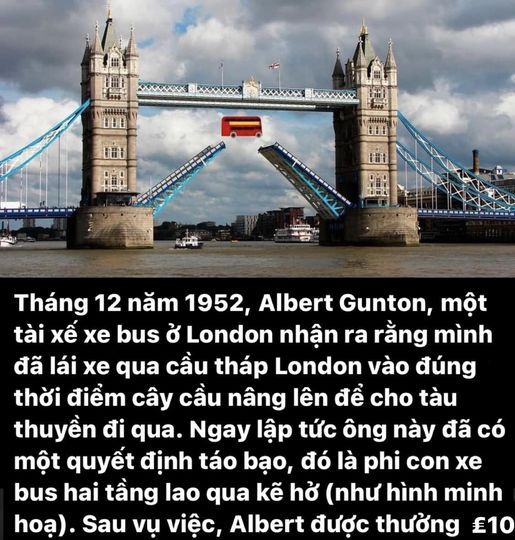 Tháng 12 năm 1952, Albert Gunton, một
tài xế xe bus ở London nhận ra rằng mình
đã lái xe qua cầu tháp London vào đúng
thời điểm cây cầu nâng lên để cho tàu
thuyền đi qua. Ngay lập tức ông này đã có
một quyết định táo bạo, đó là phi con xe
bus hai tầng lao qua kẽ hở (như hình minh
hoạ). Sau vụ việc, Albert được thưởng £10